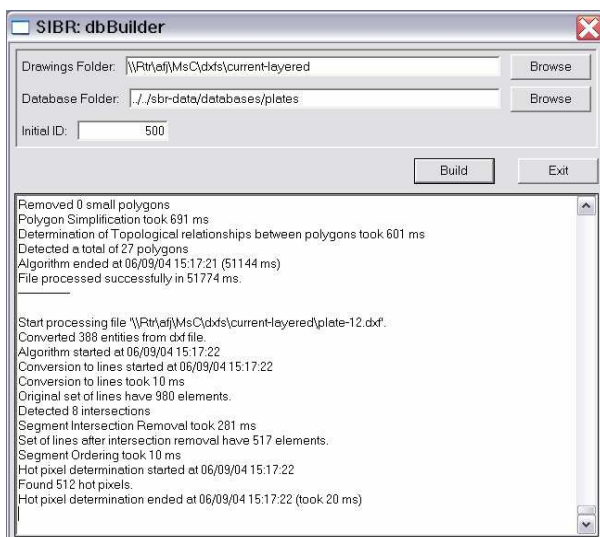 SIBR: dbBuilder
Drawings Folder: \\Rtr\afj\MsC\dxfs\current-layered Browse
Database Folder: ../../sbr-data/databases/plates Browse
Initial ID: 500
Build Exit
Removed 0 small polygons
Polygon Simplification took 691 ms
Determination of Topological relationships between polygons took 601 ms
Detected a total of 27 polygons
Algorithm ended at 06/09/04 15:17:21 (51144 ms)
File processed successfully in 51774 ms.
__________
Start processing file '\\Rtr\afj\MsC\dxfs\current-layered\plate-12.dxf'.
Converted 388 entities from dxf file.
Algorithm started at 06/09/04 15:17:22
Conversion to lines started at 06/09/04 15:17:22
Conversion to lines took 10 ms
Original set of lines have 980 elements.
Detected 8 intersections
Segment Intersection Removal took 281 ms
Set of lines after intersection removal have 517 elements.
Segment Ordering took 10 ms
Hot pixel determination started at 06/09/04 15:17:22
Found 512 hot pixels.
Hot pixel determination ended at 06/09/04 15:17:22 (took 20 ms)